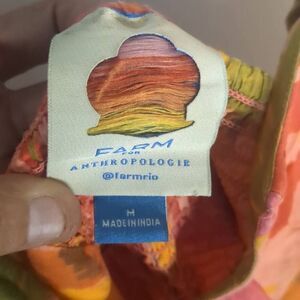 FARM
FOR
ANTHROPOLOGIE
@farmrio
M
MADE IN INDIA